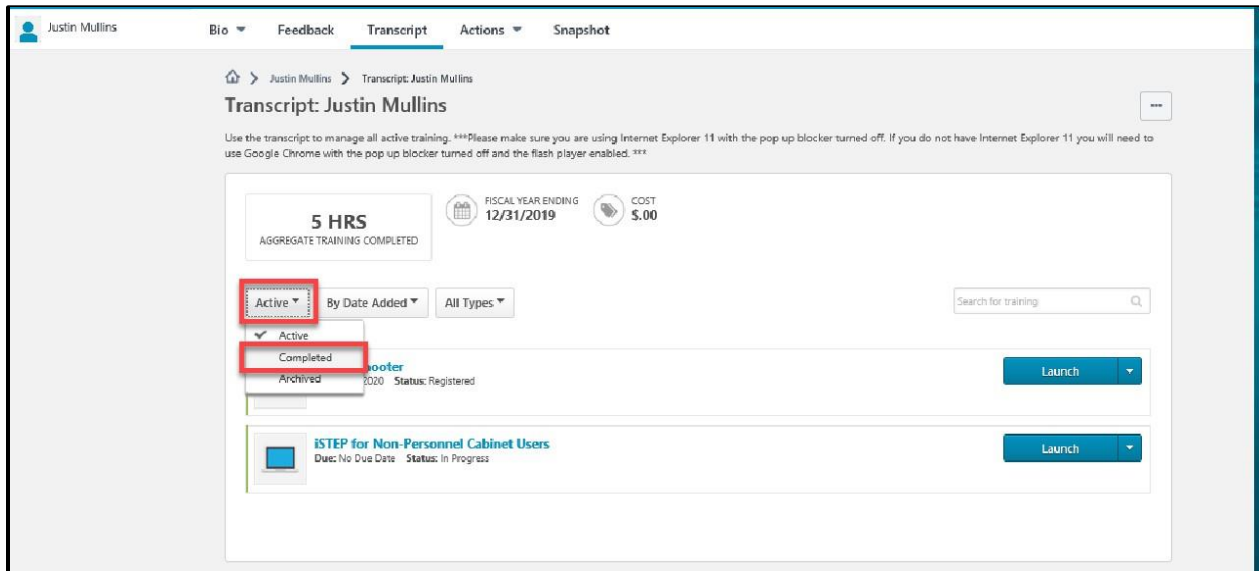 Justin Mullins
Bio Feedback Transcript Actions Snapshot
Justin Mullins Transcript: Justin Mullins
Transcript: Justin Mullins
Use the transcript to manage all active training. ***Please make sure you are using Internet Explorer 11 with the pop up blocker turned off. If you do not have Internet Explorer 11 you will need to
use Google Chrome with the pop up blocker turned off and the flash player enabled. ***
5 HRS
AGGREGATE TRAINING COMPLETED
FISCAL YEAR ENDING
12/31/2019
COST
$.00
Active By Date Added All Types Search for training
Active
Completed
Archived
ooter
2020 Status: Registered
Launch
iSTEP for Non-Personnel Cabinet Users
Due: No Due Date Status: In Progress
Launch